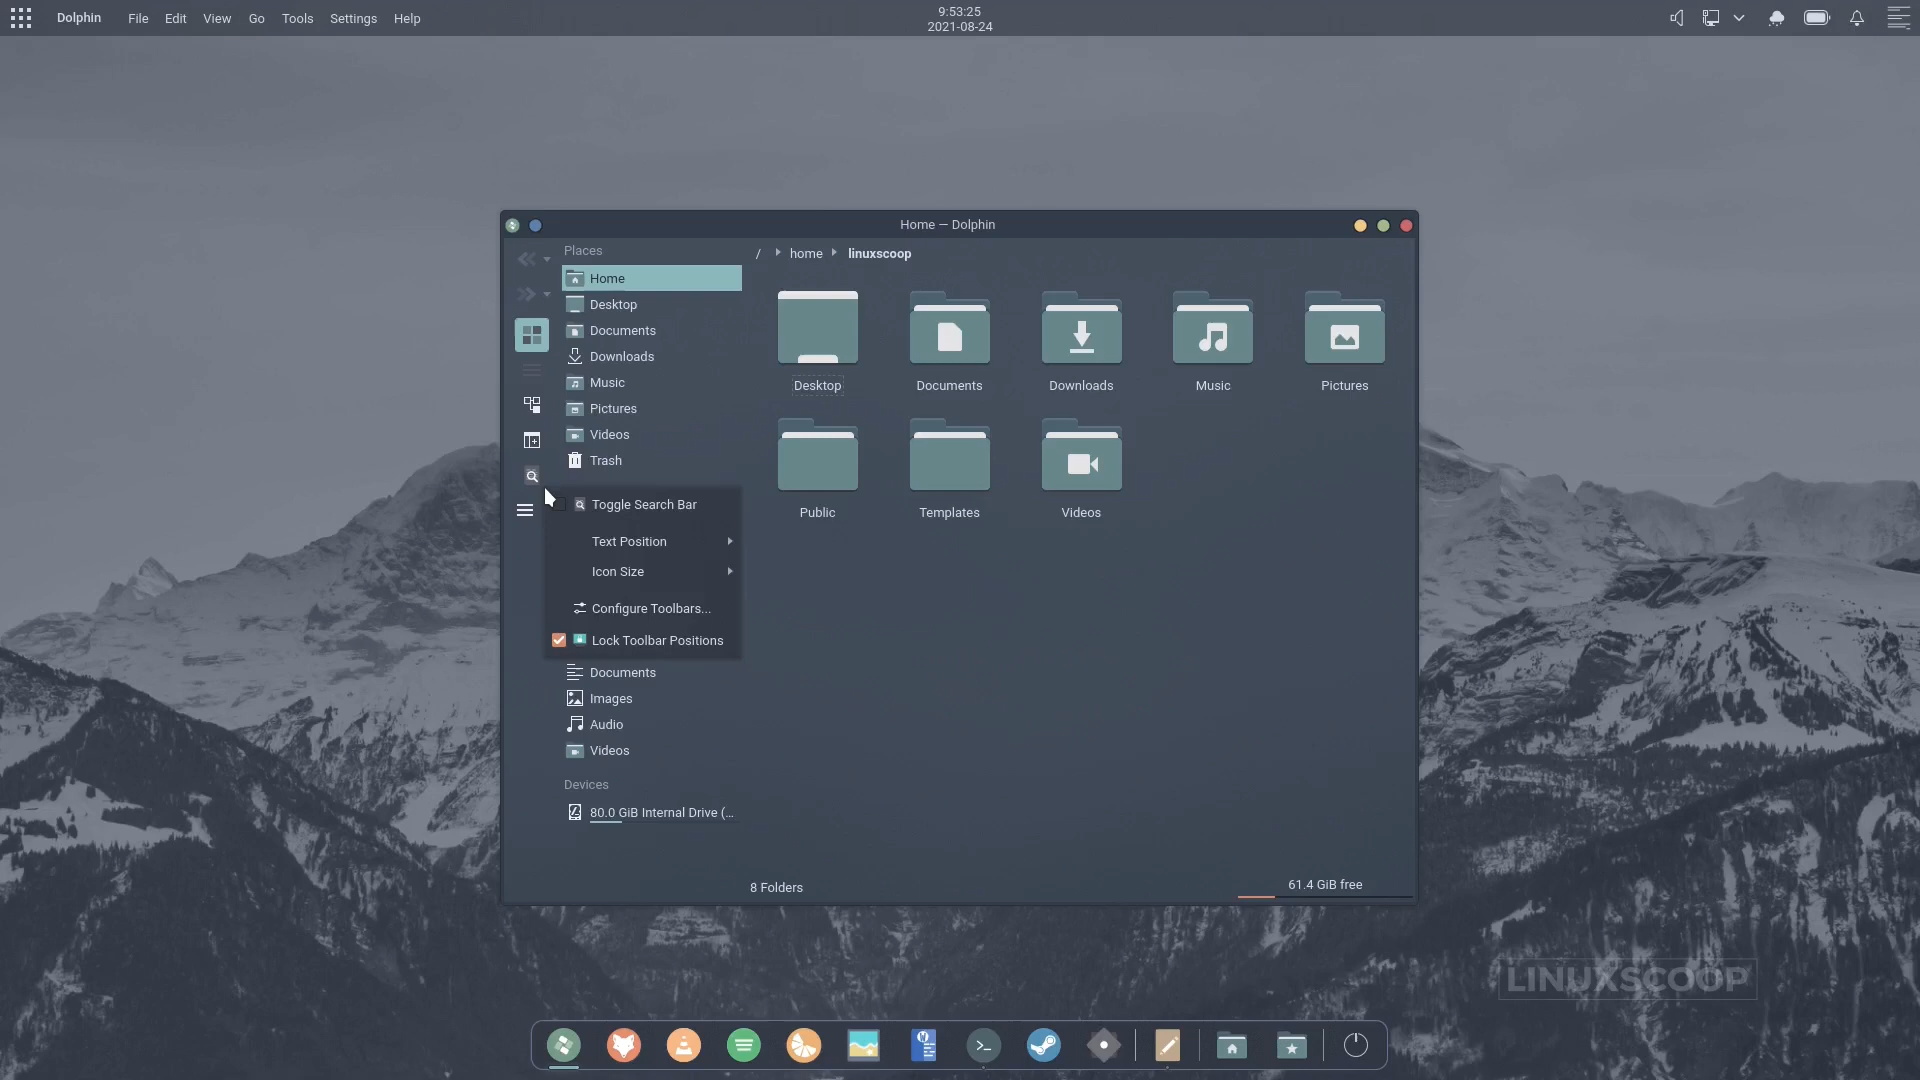 Dolphin File Edit View Go Tools Settings Help
9:53:25
2021-08-24
Home — Dolphin
Places
Home
Desktop
Documents
Downloads
Music
Pictures
Videos
Trash
Toggle Search Bar
Text Position
Icon Size
Configure Toolbars...
Lock Toolbar Positions
Documents
Images
Audio
Videos
Devices
80.0 GiB Internal Drive (...
/ home linuxscoop
Desktop Documents Downloads Music Pictures
Public Templates Videos
8 Folders
61.4 GiB free
LINUXSCOOP